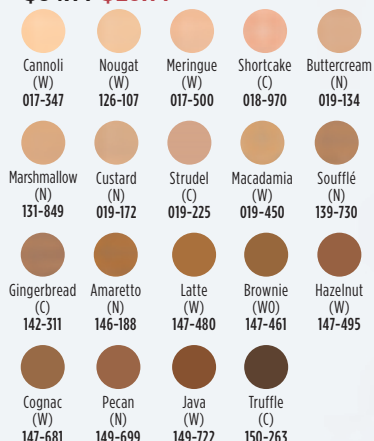 Cannoli Nougat Meringue Shortcake Buttercream
(W) (W) (W) (C) (N)
017-347 126-107 017-500 018-970 019-134
Marshmallow Custard Strudel Macadamia Soufflé
(N) (N) (C) (W) (N)
131-849 019-172 019-225 019-450 139-730
Gingerbread Amaretto Latte Brownie Hazelnut
(C) (N) (W) (WO) (W)
142-311 146-188 147-480 147-461 147-495
Cognac Pecan Java Truffle
(W) (N) (W) (C)
147-681 149-699 149-722 150-263